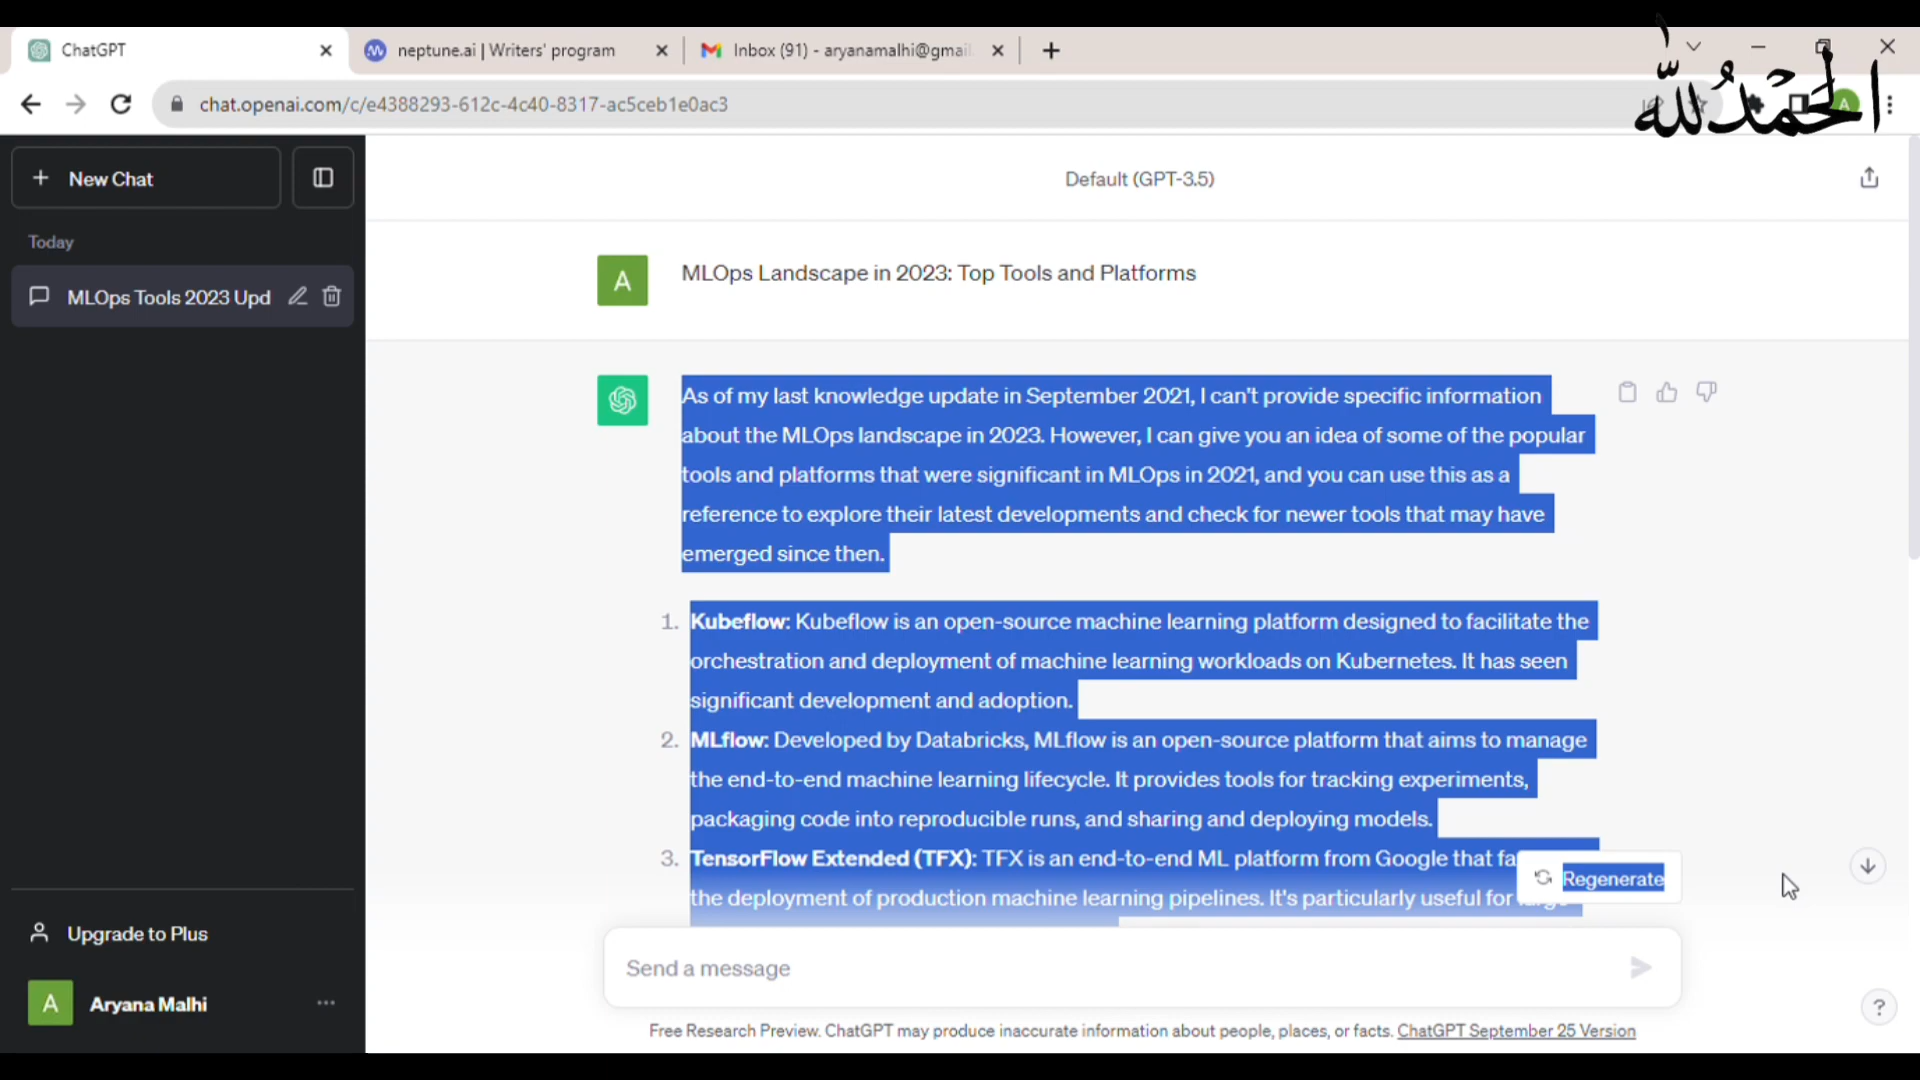 ChatGPT
neptune.ai | Writers' program
Inbox (91) - aryanamalhi@gmail.
الحمد لله
chat.openai.com/c/e4388293-612c-4c40-8317-ac5ceb1e0ac3
A
New Chat
Default (GPT-3.5)
Today
MLOps Tools 2023 Upd
A
MLOps Landscape in 2023: Top Tools and Platforms
As of my last knowledge update in September 2021, I can't provide specific information
about the MLOps landscape in 2023. However, I can give you an idea of some of the popular
tools and platforms that were significant in MLOps in 2021, and you can use this as a
reference to explore their latest developments and check for newer tools that may have
emerged since then.
1. Kubeflow: Kubeflow is an open-source machine learning platform designed to facilitate the
orchestration and deployment of machine learning workloads on Kubernetes. It has seen
significant development and adoption.
2. MLflow: Developed by Databricks, MLflow is an open-source platform that aims to manage
the end-to-end machine learning lifecycle. It provides tools for tracking experiments,
packaging code into reproducible runs, and sharing and deploying models.
3. TensorFlow Extended (TFX): TFX is an end-to-end ML platform from Google that fa
the deployment of production machine learning pipelines. It's particularly useful for
Regenerate
Upgrade to Plus
Send a message
A
Aryana Malhi
?
Free Research Preview. ChatGPT may produce inaccurate information about people, places, or facts. ChatGPT September 25 Version